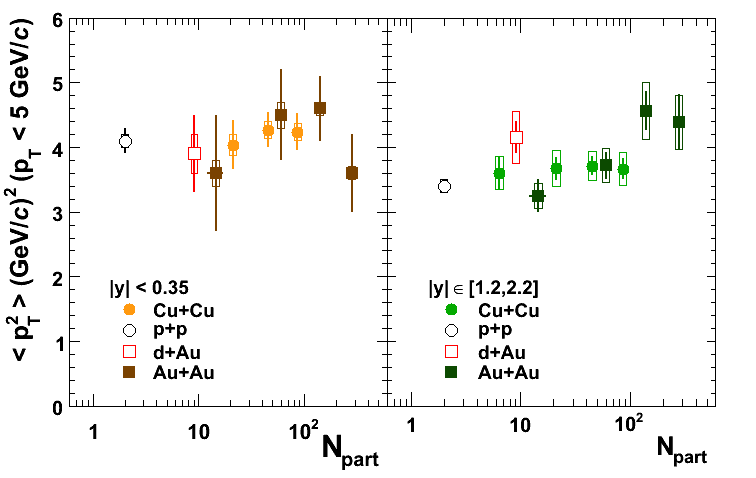 < p_T^2 > (GeV/c)^2 (p_T < 5 GeV/c)
6
5
4
3
2
1
0
|y| < 0.35
Cu+Cu
p+p
d+Au
Au+Au
1 10 10^2
N_part
|y| ∈ [1.2,2.2]
Cu+Cu
p+p
d+Au
Au+Au
1 10 10^2
N_part